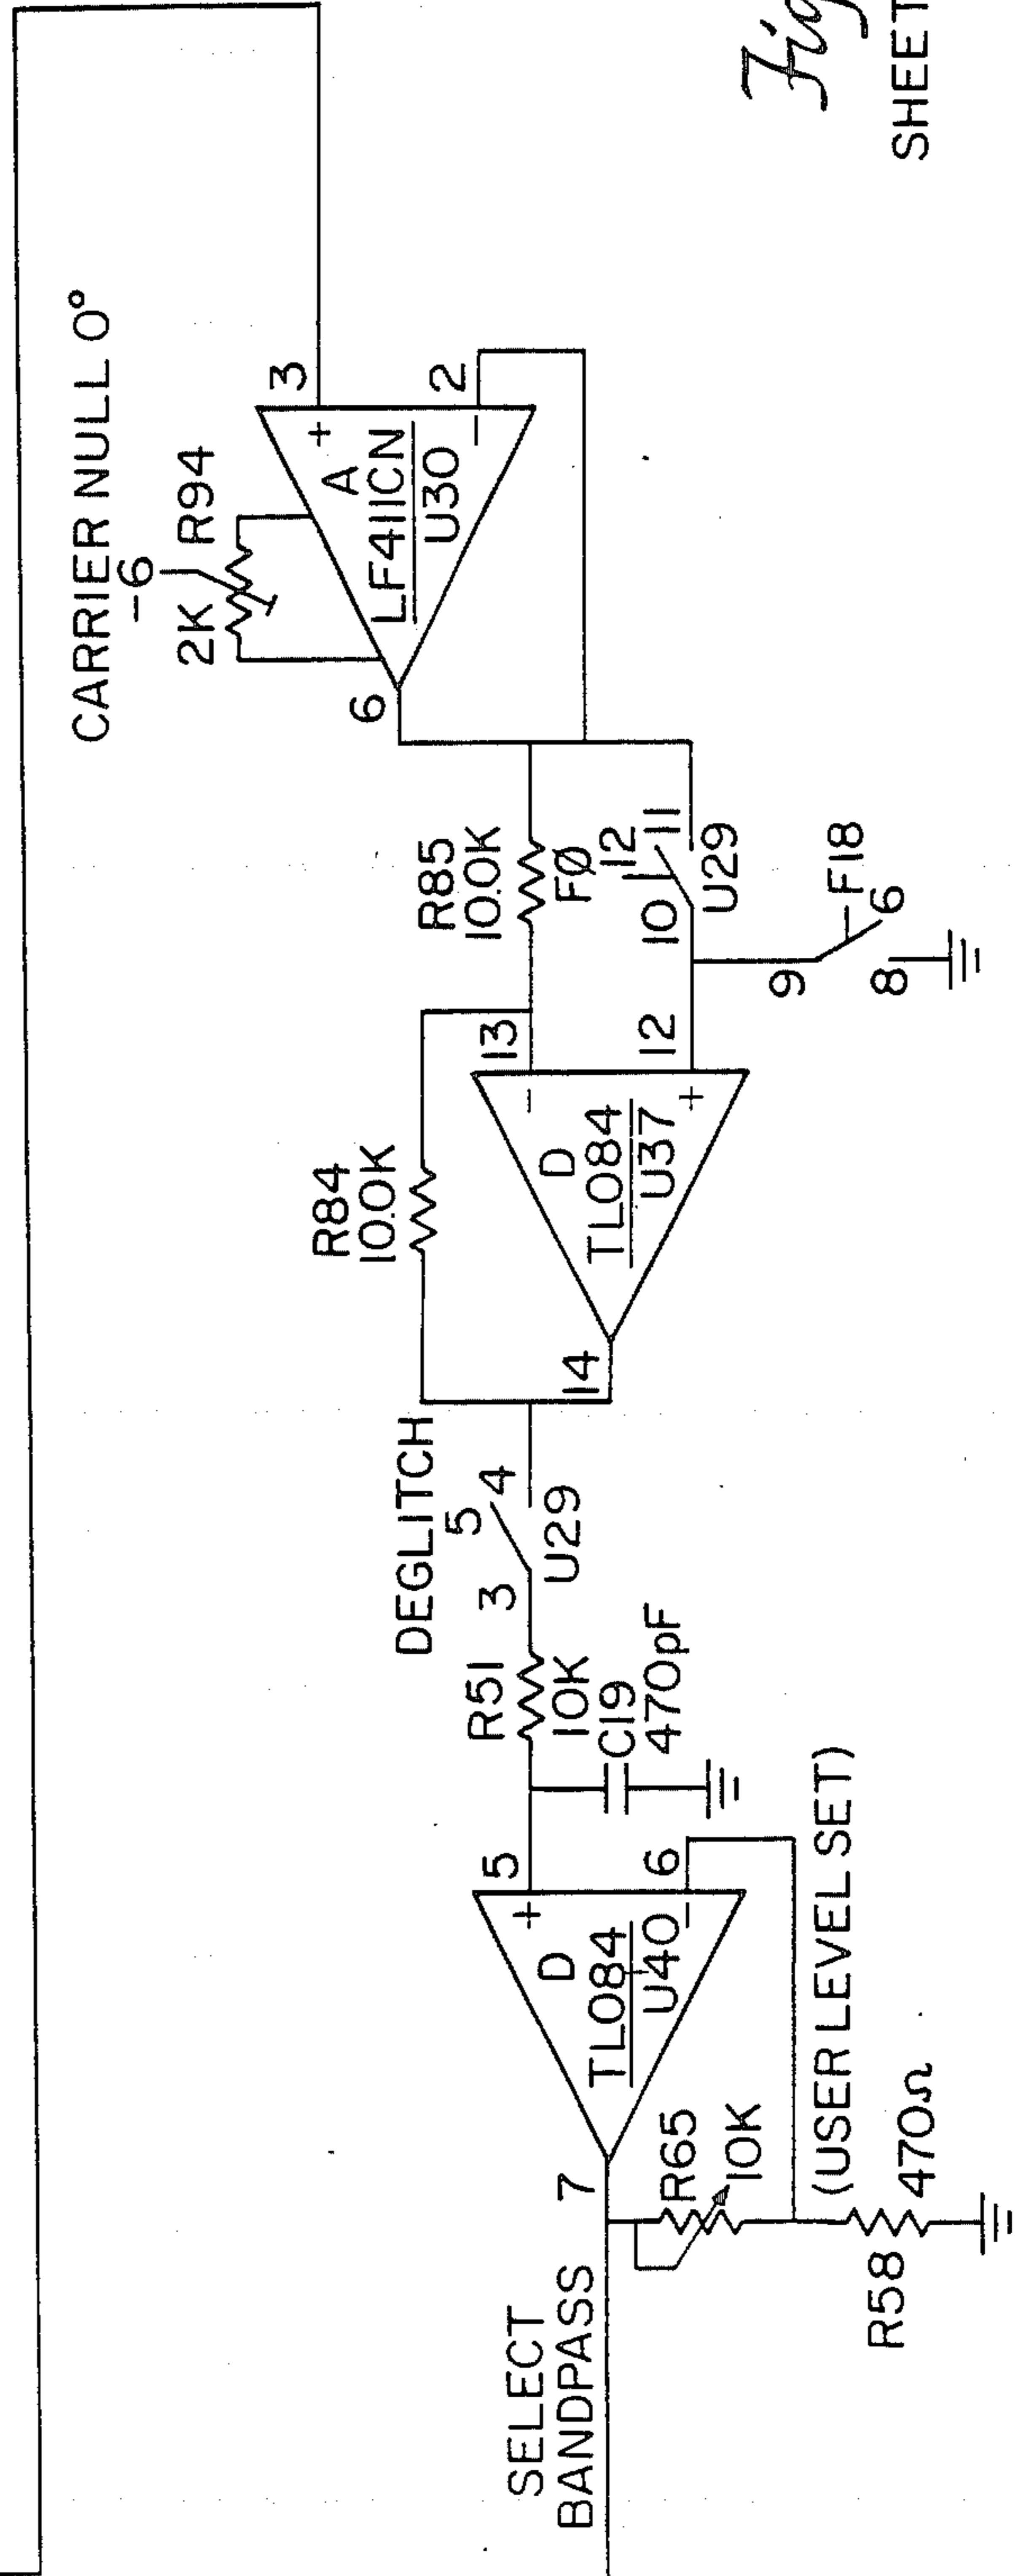 CARRIER NULL 0°
-6
2K R94
3
+
A
LF411CN
U30
2
-
6
R85
10.0K
FØ
12
11
10
U29
F18
9
6
8
R84
10.0K
13
-
D
TL084
U37
12
+
14
DEGLITCH
5
4
3
U29
R51
10K
C19
470pF
5
+
D
TL084
U40
6
-
7
R65
10K
(USER LEVEL SET)
R58 470Ω
SELECT
BANDPASS
Fig
SHEET